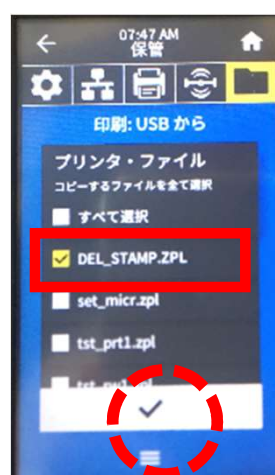 07:47 AM
保管
印刷: USB から
プリンタ・ファイル
コピーするファイルを全て選択
すべて選択
DEL_STAMP.ZPL
set_micr.zpl
tst_prt1.zpl